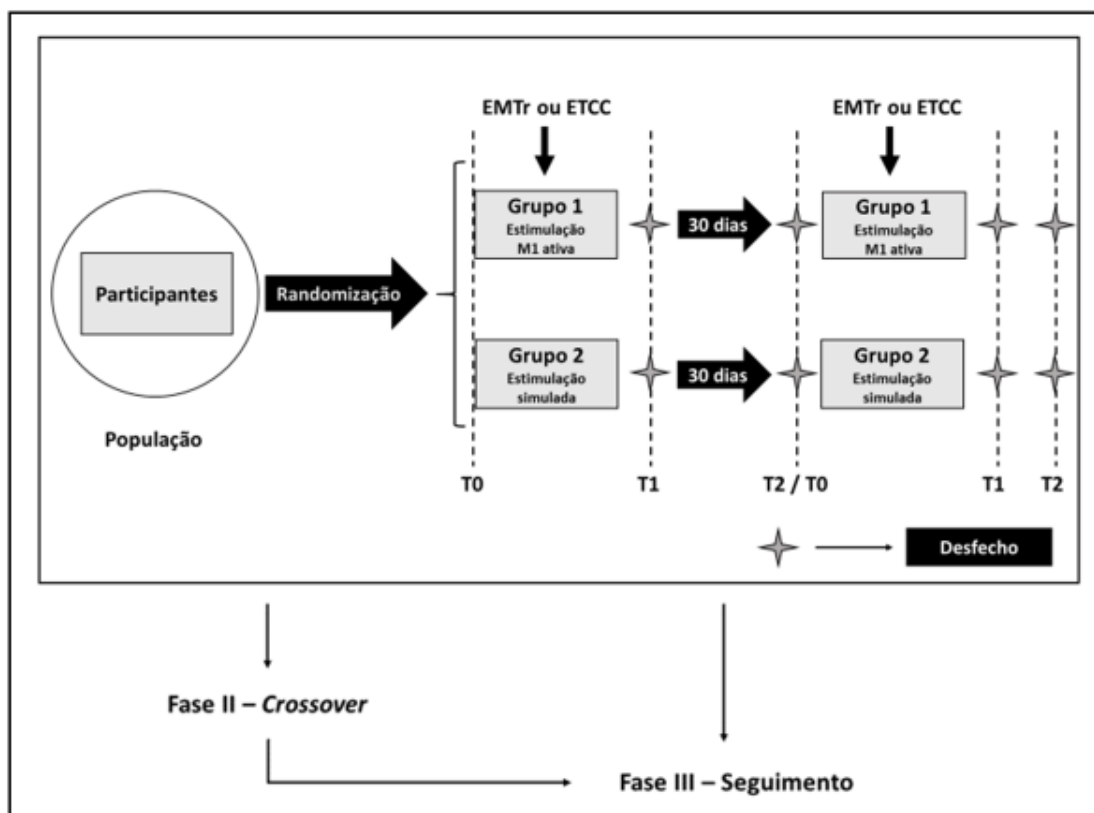 EMTr ou ETCC
EMTr ou ETCC
Participantes
População
Randomização
Grupo 1
Estimulação
M1 ativa
30 dias
Grupo 1
Estimulação
M1 ativa
Grupo 2
Estimulação
simulada
30 dias
Grupo 2
Estimulação
simulada
T0
T1
T2 / T0
T1
T2
Desfecho
Fase II – Crossover
Fase III – Seguimento